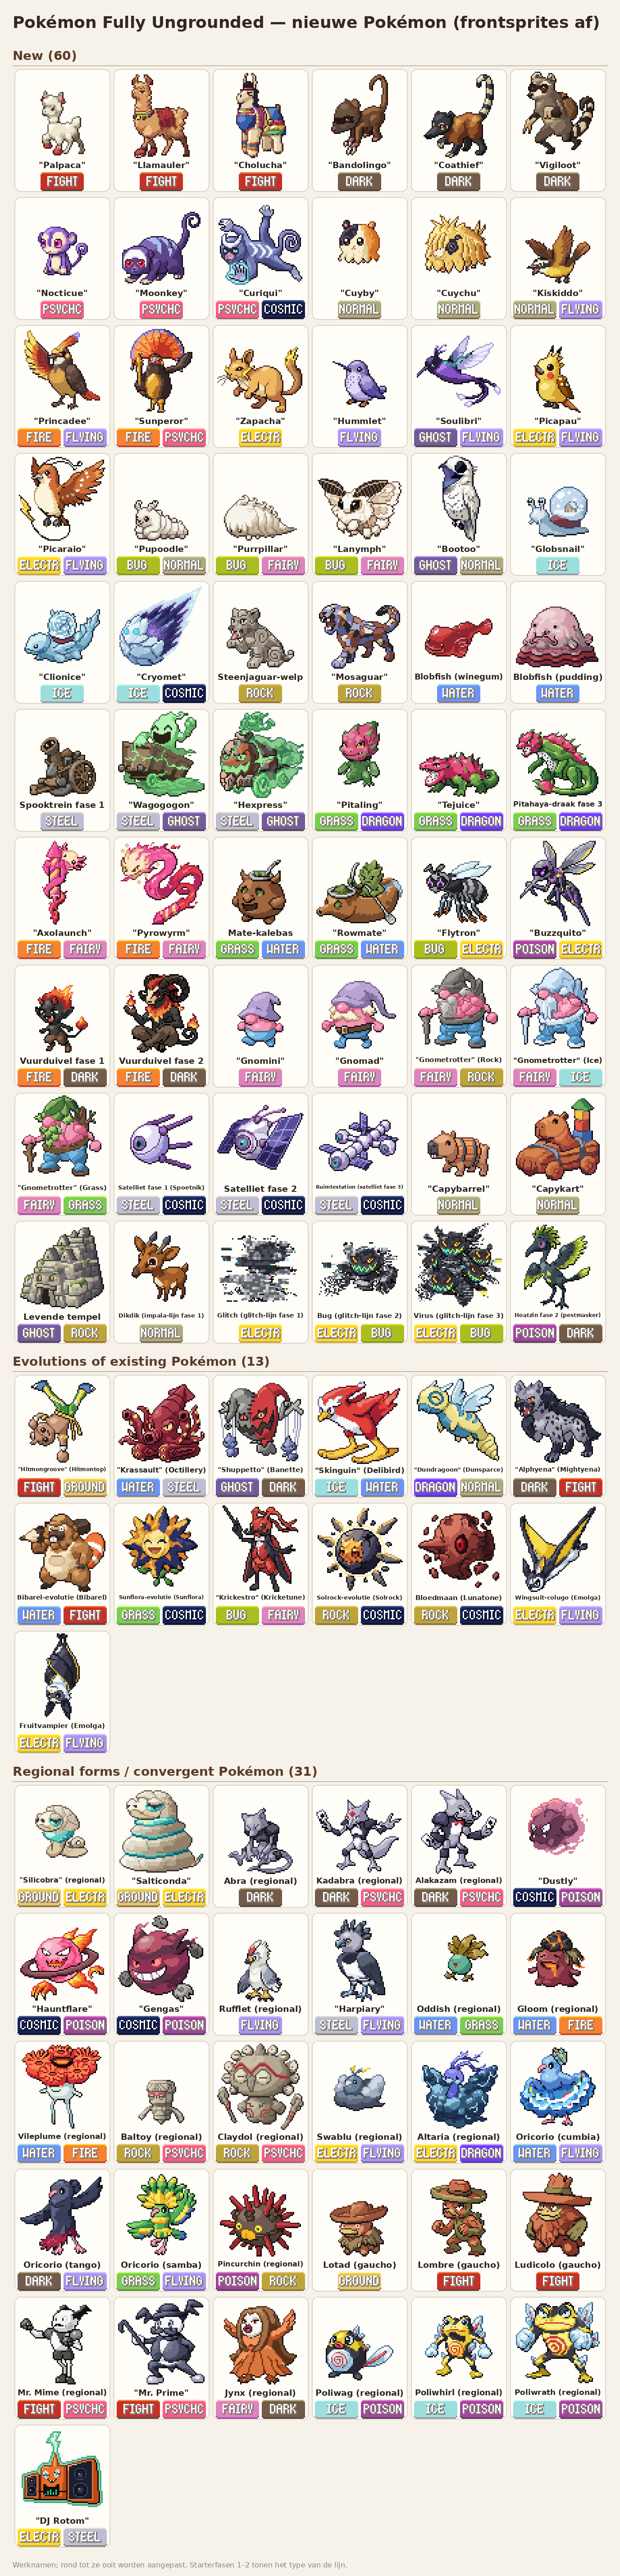 Pokémon Fully Ungrounded — nieuwe Pokémon (frontsprites af)
New (60)
"Palpaca" "Llamauler" "Cholucha" "Bandolingo" "Coathief" "Vigiloot"
FIGHT FIGHT FIGHT DARK DARK DARK
"Nocticue" "Moonkey" "Curiqui" "Cuyby" "Cuychu" "Kiskiddo"
PSYCHC PSYCHC PSYCHC COSMIC NORMAL NORMAL NORMAL FLYING
"Princadee" "Sunperor" "Zapacha" "Hummlet" "Soulibri" "Picapau"
FIRE FLYING FIRE PSYCHC ELECTR FLYING GHOST FLYING ELECTR FLYING
"Picaraio" "Pupoodle" "Purrpillar" "Lanymph" "Bootoo" "Globsnail"
ELECTR FLYING BUG NORMAL BUG FAIRY BUG FAIRY GHOST NORMAL ICE
"Clionice" "Cryomet" Steenjaguar-welp "Mosaguar" Blobfish (winegum) Blobfish (pudding)
ICE ICE COSMIC ROCK ROCK WATER WATER
Spooktrein fase 1 "Wagogogon" "Hexpress" "Pitaling" "Tejuice" Pitahaya-draak fase 3
STEEL STEEL GHOST STEEL GHOST GRASS DRAGON GRASS DRAGON GRASS DRAGON
"Axolaunch" "Pyrowyrm" Mate-kalebas "Rowmate" "Flytron" "Buzzquito"
FIRE FAIRY FIRE FAIRY GRASS WATER GRASS WATER BUG ELECTR POISON ELECTR
Vuurduivel fase 1 Vuurduivel fase 2 "Gnomini" "Gnomad" "Gnometrotter" (Rock) "Gnometrotter" (Ice)
FIRE DARK FIRE DARK FAIRY FAIRY FAIRY ROCK FAIRY ICE
"Gnometrotter" (Grass) Satelliet fase 1 (Spoetnik) Satelliet fase 2 Ruimtestation (satelliet fase 3) "Capybarrel" "Capykart"
FAIRY GRASS STEEL COSMIC STEEL COSMIC STEEL COSMIC NORMAL NORMAL
Levende tempel Dikdik (impala-lijn fase 1) Glitch (glitch-lijn fase 1) Bug (glitch-lijn fase 2) Virus (glitch-lijn fase 3) Hoatzin fase 2 (pestmasker)
GHOST ROCK NORMAL ELECTR ELECTR BUG ELECTR BUG POISON DARK
Evolutions of existing Pokémon (13)
"Hitmongroove" (Hitmontop) "Krassault" (Octillery) "Shuppetto" (Banette) "Skinguin" (Delibird) "Dundragoon" (Dunsparce) "Alphyena" (Mightyena)
FIGHT GROUND WATER STEEL GHOST DARK ICE WATER DRAGON NORMAL DARK FIGHT
Bibarel-evolutie (Bibarel) Sunflora-evolutie (Sunflora) "Krickestro" (Kricketune) Solrock-evolutie (Solrock) Bloedmaan (Lunatone) Wingsuit-colugo (Emolga)
WATER FIGHT GRASS COSMIC BUG FAIRY ROCK COSMIC ROCK COSMIC ELECTR FLYING
Fruitvampier (Emolga)
ELECTR FLYING
Regional forms / convergent Pokémon (31)
"Silicobra" (regional) "Salticonda" Abra (regional) Kadabra (regional) Alakazam (regional) "Dustly"
GROUND ELECTR GROUND ELECTR DARK DARK PSYCHC DARK PSYCHC COSMIC POISON
"Hauntflare" "Gengas" Rufflet (regional) "Harpiary" Oddish (regional) Gloom (regional)
COSMIC POISON COSMIC POISON FLYING STEEL FLYING WATER GRASS WATER FIRE
Vileplume (regional) Baltoy (regional) Claydol (regional) Swablu (regional) Altaria (regional) Oricorio (cumbia)
WATER FIRE ROCK PSYCHC ROCK PSYCHC ELECTR FLYING ELECTR DRAGON WATER FLYING
Oricorio (tango) Oricorio (samba) Pincurchin (regional) Lotad (gaucho) Lombre (gaucho) Ludicolo (gaucho)
DARK FLYING GRASS FLYING POISON ROCK GROUND FIGHT FIGHT
Mr. Mime (regional) "Mr. Prime" Jynx (regional) Poliwag (regional) Poliwhirl (regional) Poliwrath (regional)
FIGHT PSYCHC FIGHT PSYCHC FAIRY DARK ICE POISON ICE POISON ICE POISON
"DJ Rotom"
ELECTR STEEL
Werknamen; rond tot ze ooit worden aangepast. Starterfasen 1–2 tonen het type van de lijn.